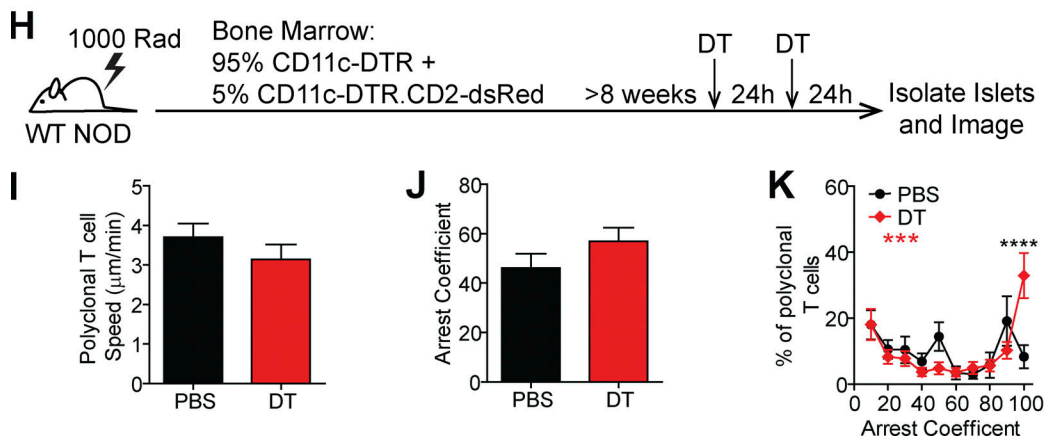 H
1000 Rad
WT NOD
Bone Marrow:
95% CD11c-DTR +
5% CD11c-DTR.CD2-dsRed
>8 weeks
DT
24h
DT
24h
Isolate Islets
and Image
I
Polyclonal T cell
Speed (μm/min)
5
4
3
2
1
0
PBS
DT
J
Arrest Coefficient
80
60
40
20
0
PBS
DT
K
PBS
DT
***
****
% of polyclonal
T cells
60
40
20
0
0 20 40 60 80 100
Arrest Coefficent